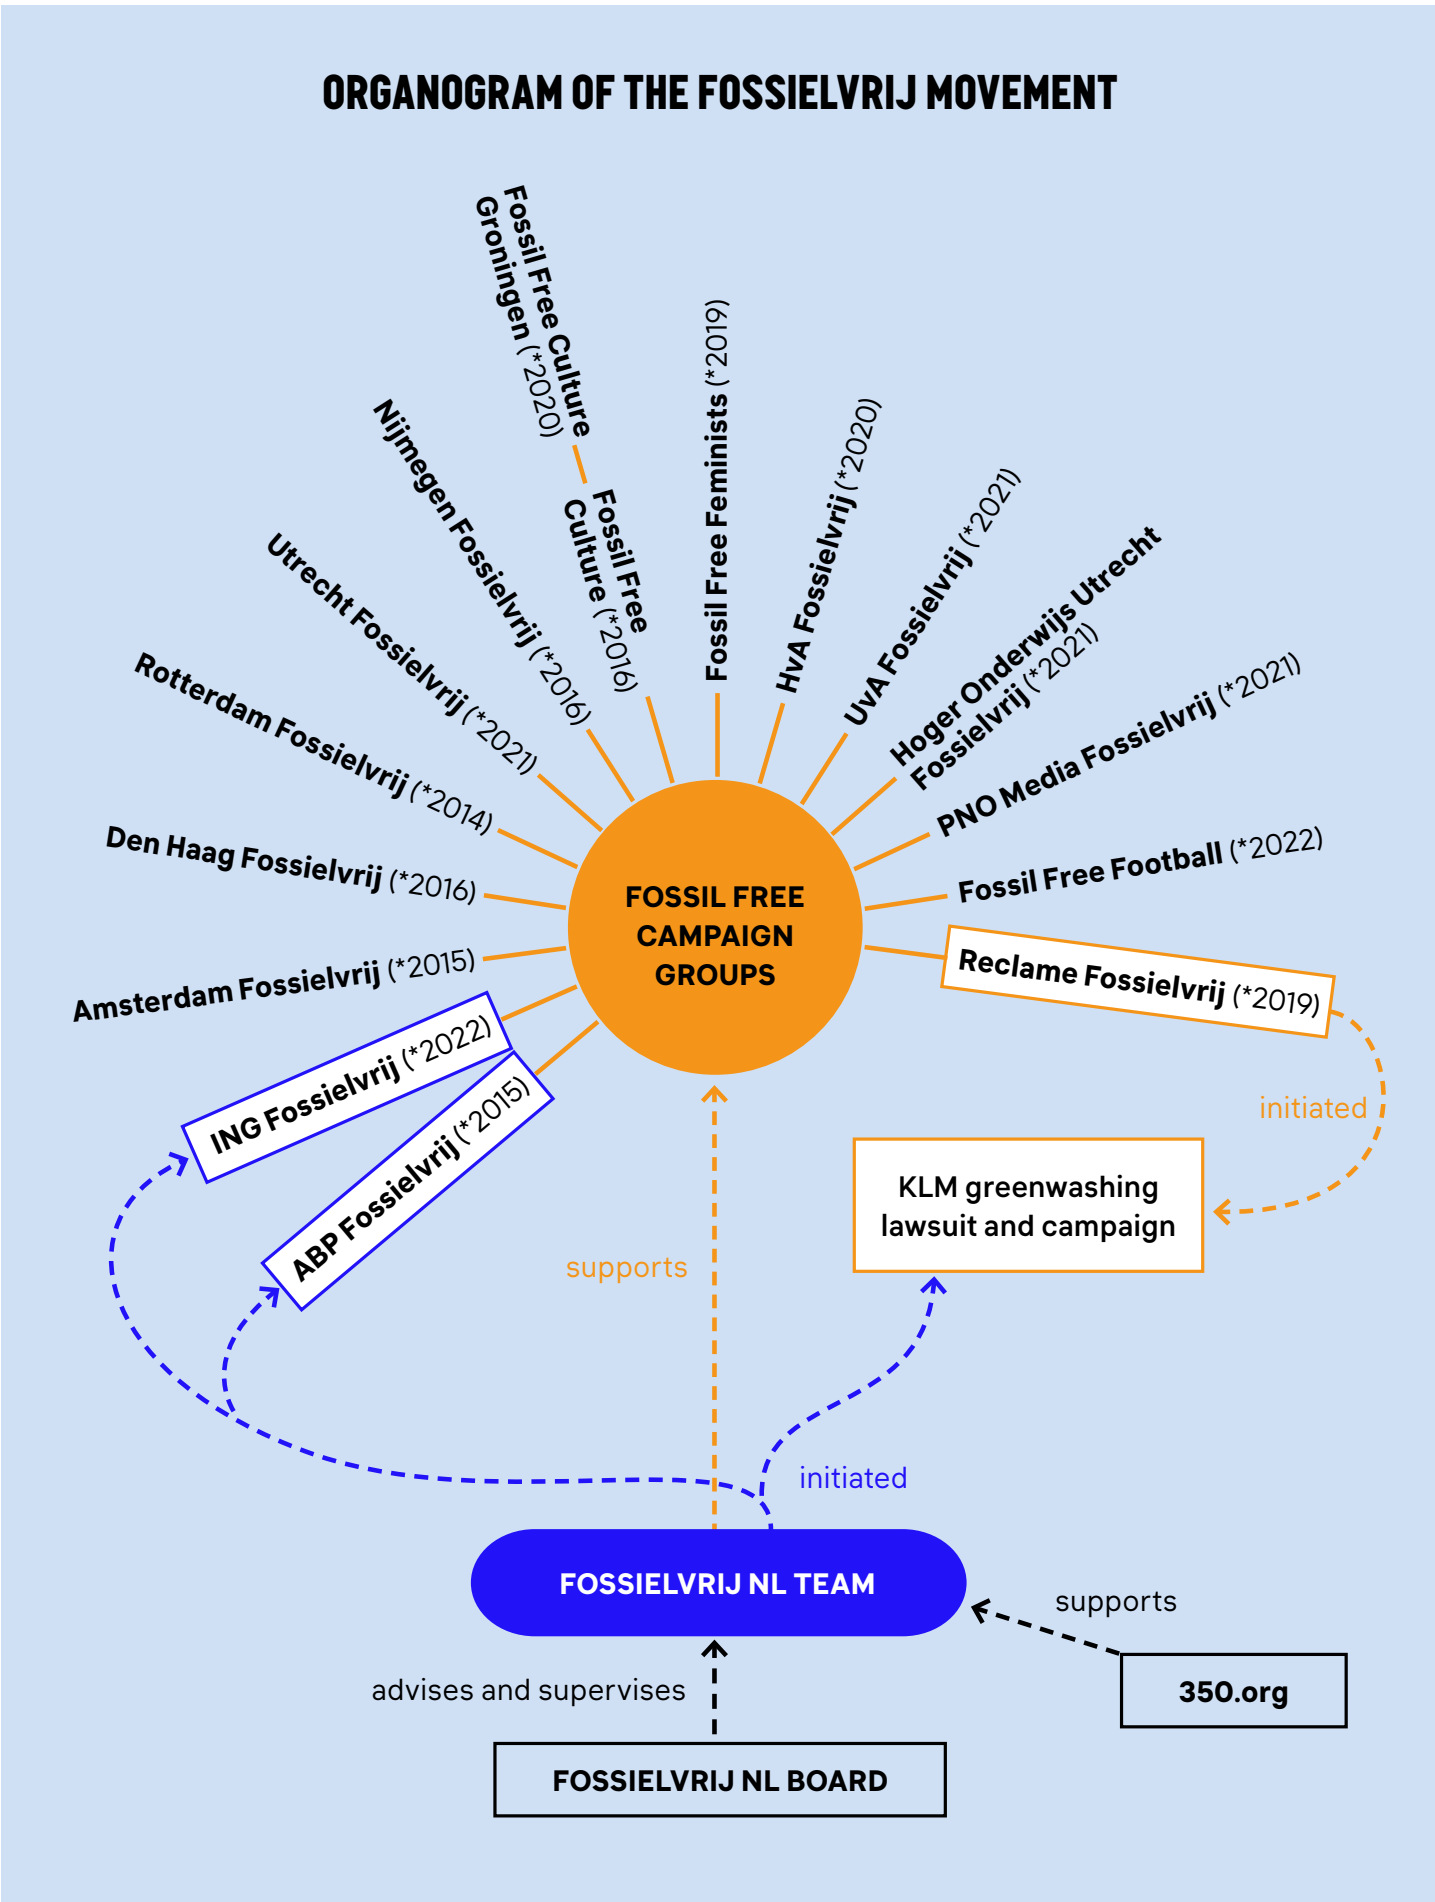 ORGANOGRAM OF THE FOSSIELVRIJ MOVEMENT
Fossil Free Culture
Groningen (*2020)
Fossil Free
Culture (*2016)
Fossil Free Feminists (*2019)
HvA Fossielvrij (*2020)
UvA Fossielvrij (*2021)
Hoger Onderwijs Utrecht
Fossielvrij (*2021)
PNO Media Fossielvrij (*2021)
Fossil Free Football (*2022)
Reclame Fossielvrij (*2019)
Nijmegen Fossielvrij (*2016)
Utrecht Fossielvrij (*2021)
Rotterdam Fossielvrij (*2014)
Den Haag Fossielvrij (*2016)
Amsterdam Fossielvrij (*2015)
ING Fossielvrij (*2022)
ABP Fossielvrij (*2015)
FOSSIL FREE
CAMPAIGN
GROUPS
initiated
KLM greenwashing
lawsuit and campaign
supports
initiated
FOSSIELVRIJ NL TEAM
supports
350.org
advises and supervises
FOSSIELVRIJ NL BOARD